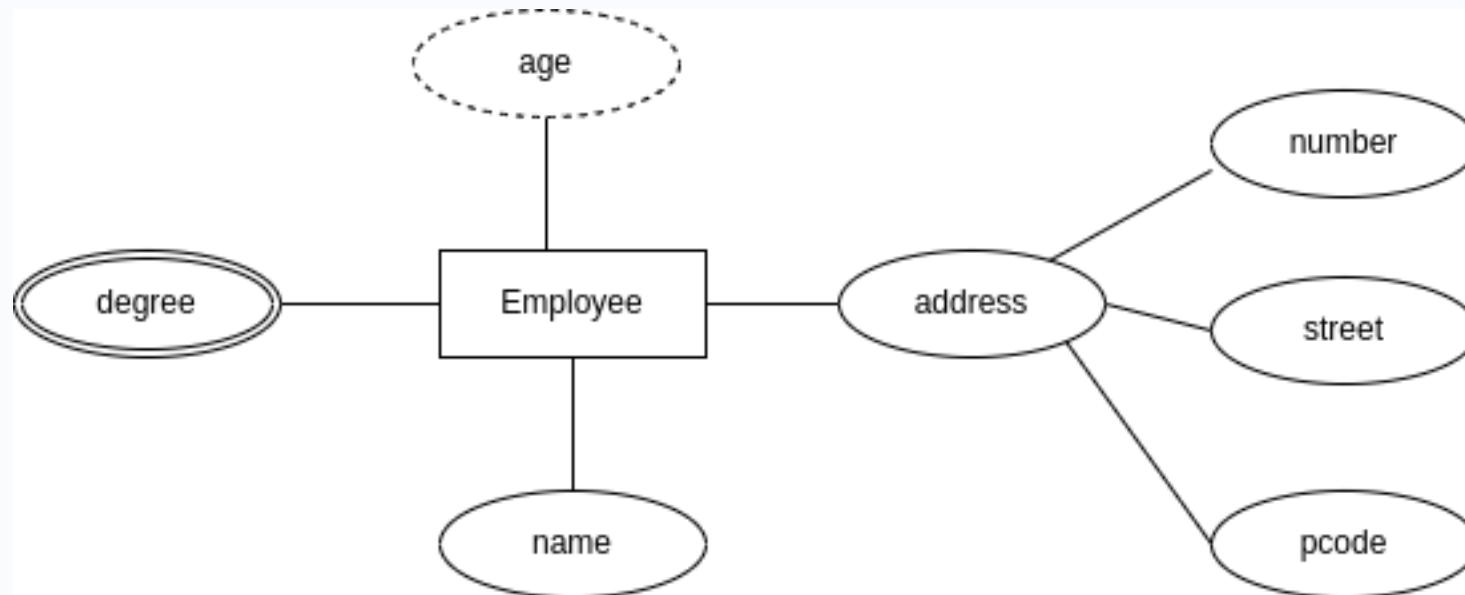 age
number
degree
Employee
address
street
name
pcode